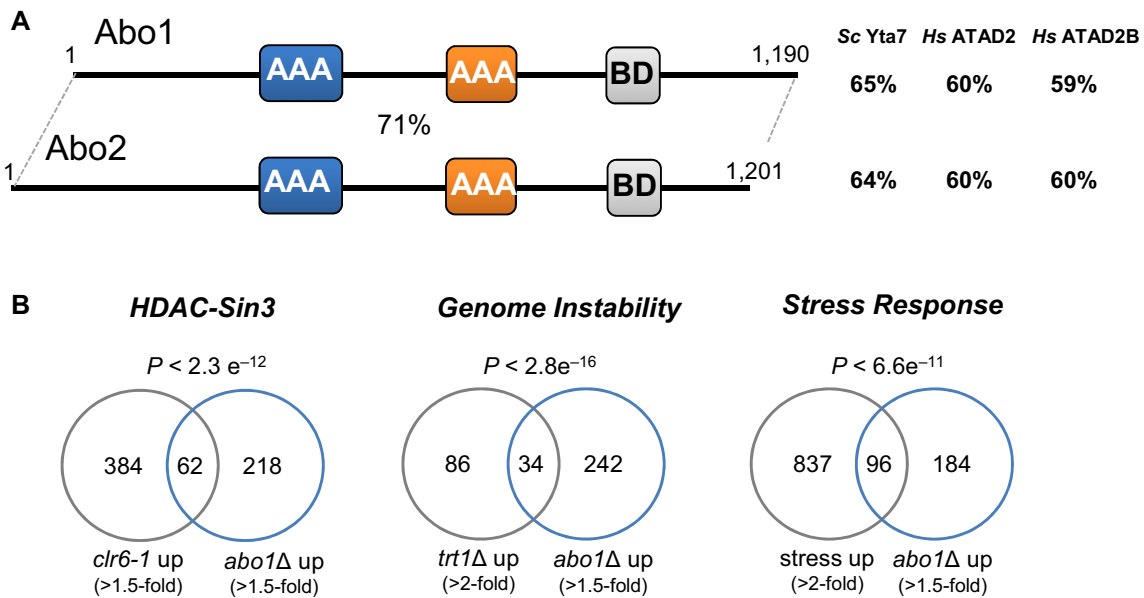 A
Abo1
Sc Yta7 Hs ATAD2 Hs ATAD2B
1 1,190
AAA AAA BD
65% 60% 59%
71%
Abo2
1 1,201
AAA AAA BD
64% 60% 60%
B
HDAC-Sin3 Genome Instability Stress Response
P < 2.3 e–12 P < 2.8e–16 P < 6.6e–11
384 62 218 86 34 242 837 96 184
clr6-1 up abo1Δ up trt1Δ up abo1Δ up stress up abo1Δ up
(>1.5-fold) (>1.5-fold) (>2-fold) (>1.5-fold) (>2-fold) (>1.5-fold)